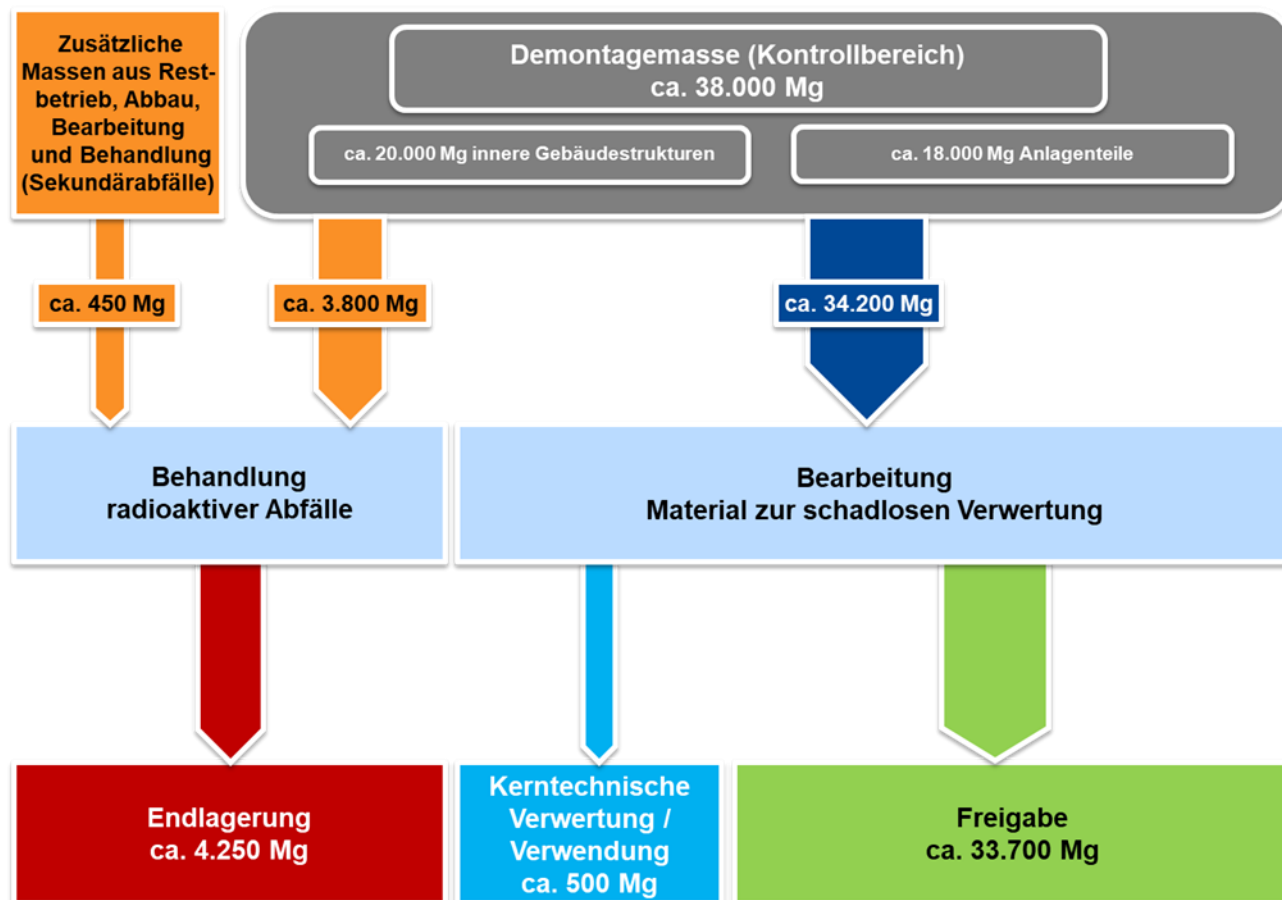 Zusätzliche
Massen aus Rest-
betrieb, Abbau,
Bearbeitung
und Behandlung
(Sekundärabfälle)
Demontagemasse (Kontrollbereich)
ca. 38.000 Mg
ca. 20.000 Mg innere Gebäudestrukturen
ca. 18.000 Mg Anlagenteile
ca. 450 Mg
ca. 3.800 Mg
ca. 34.200 Mg
Behandlung
radioaktiver Abfälle
Bearbeitung
Material zur schadlosen Verwertung
Endlagerung
ca. 4.250 Mg
Kerntechnische
Verwertung /
Verwendung
ca. 500 Mg
Freigabe
ca. 33.700 Mg